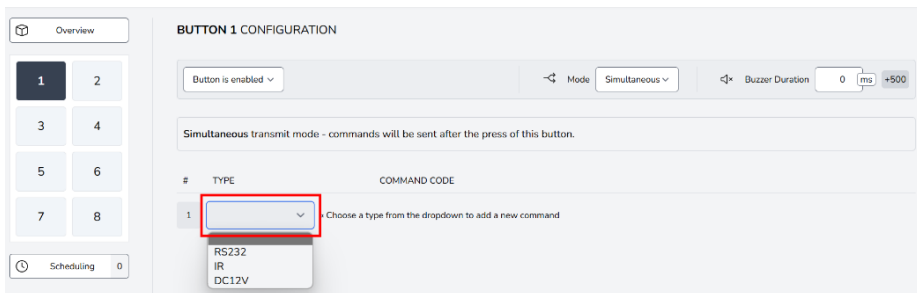 Overview
BUTTON 1 CONFIGURATION
1 2
Button is enabled Mode Simultaneous Buzzer Duration 0 ms +500
3 4
Simultaneous transmit mode - commands will be sent after the press of this button.
5 6
# TYPE COMMAND CODE
7 8
1 Choose a type from the dropdown to add a new command
RS232
IR
DC12V
Scheduling 0